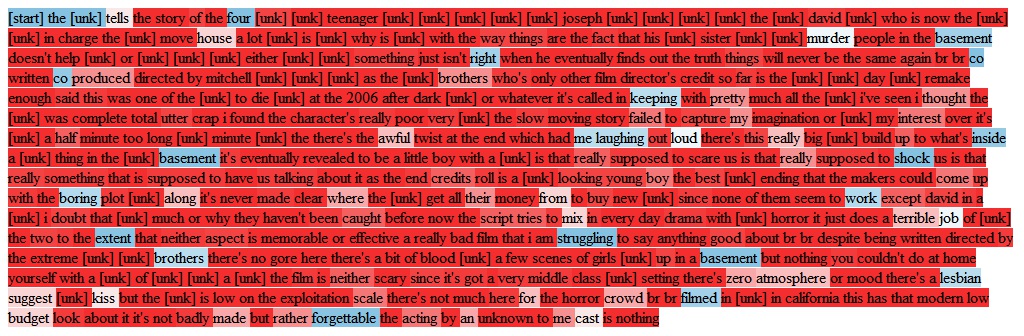 [start] the [unk] tells the story of the four [unk] [unk] teenager [unk] [unk] [unk] [unk] [unk] joseph [unk] [unk] [unk] [unk] the [unk] david [unk] who is now the [unk]
[unk] in charge the [unk] move house a lot [unk] is [unk] why is [unk] with the way things are the fact that his [unk] sister [unk] [unk] murder people in the basement
doesn't help [unk] or [unk] [unk] [unk] either [unk] [unk] something just isn't right when he eventually finds out the truth things will never be the same again br br co
written co produced directed by mitchell [unk] [unk] [unk] as the [unk] brothers who's only other film director's credit so far is the [unk] [unk] day [unk] remake
enough said this was one of the [unk] to die [unk] at the 2006 after dark [unk] or whatever it's called in keeping with pretty much all the [unk] i've seen i thought the
[unk] was complete total utter crap i found the character's really poor very [unk] the slow moving story failed to capture my imagination or [unk] my interest over it's
[unk] a half minute too long [unk] minute [unk] the there's the awful twist at the end which had me laughing out loud there's this really big [unk] build up to what's inside
a [unk] thing in the [unk] basement it's eventually revealed to be a little boy with a [unk] is that really supposed to scare us is that really supposed to shock us is that
really something that is supposed to have us talking about it as the end credits roll is a [unk] looking young boy the best [unk] ending that the makers could come up
with the boring plot [unk] along it's never made clear where the [unk] get all their money from to buy new [unk] since none of them seem to work except david in a
[unk] i doubt that [unk] much or why they haven't been caught before now the script tries to mix in every day drama with [unk] horror it just does a terrible job of [unk]
the two to the extent that neither aspect is memorable or effective a really bad film that i am struggling to say anything good about br br despite being written directed by
the extreme [unk] [unk] brothers there's no gore here there's a bit of blood [unk] a few scenes of girls [unk] up in a basement but nothing you couldn't do at home
yourself with a [unk] of [unk] a [unk] a [unk] the film is neither scary since it's got a very middle class [unk] setting there's zero atmosphere or mood there's a lesbian
suggest [unk] kiss but the [unk] is low on the exploitation scale there's not much here for the horror crowd br br filmed in [unk] in california this has that modern low
budget look about it it's not badly made but rather forgettable the acting by an unknown to me cast is nothing